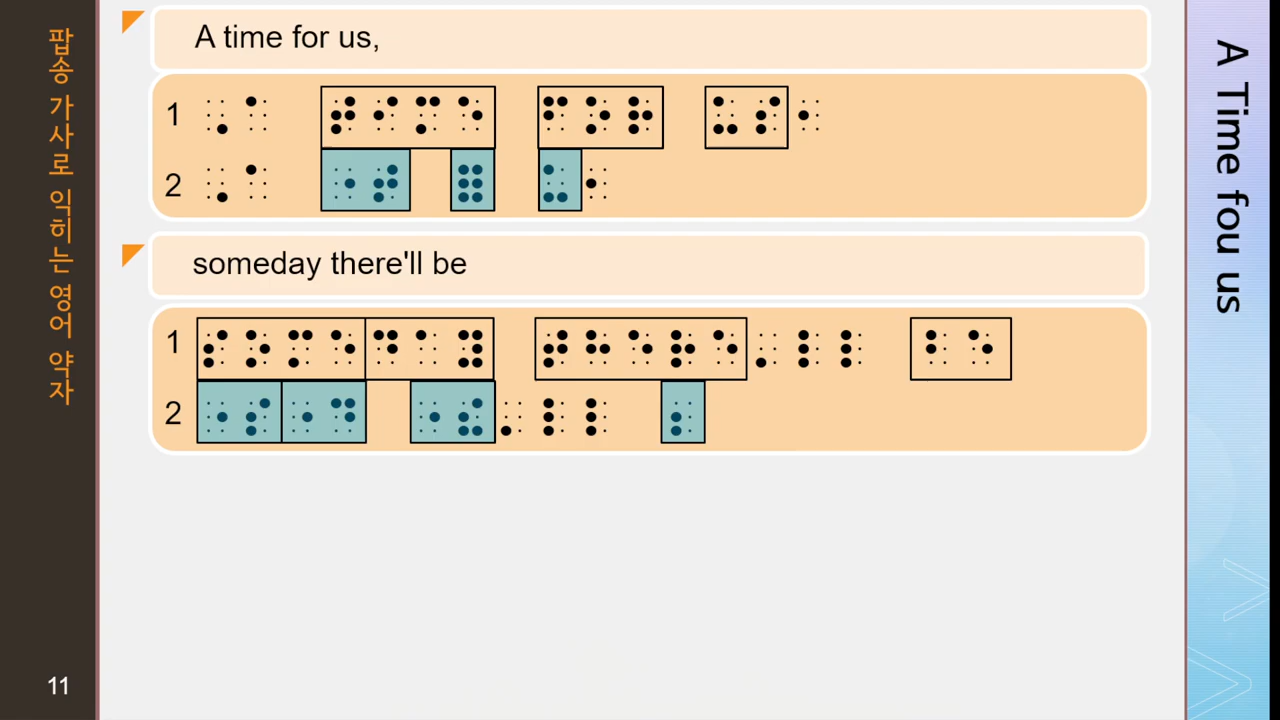 팝송 가사로 익히는 영어 약자
A time for us,
1 ⠠⠁ ⠞⠊⠍⠑ ⠋⠕⠗ ⠥⠎⠂
2 ⠠⠁ ⠐⠞ ⠿ ⠥⠂
someday there'll be
1 ⠎⠕⠍⠑⠙⠁⠽ ⠞⠓⠑⠗⠑⠄⠇⠇ ⠃⠑
2 ⠐⠎⠐⠙ ⠐⠮⠄⠇⠇ ⠆
A Time fou us
11